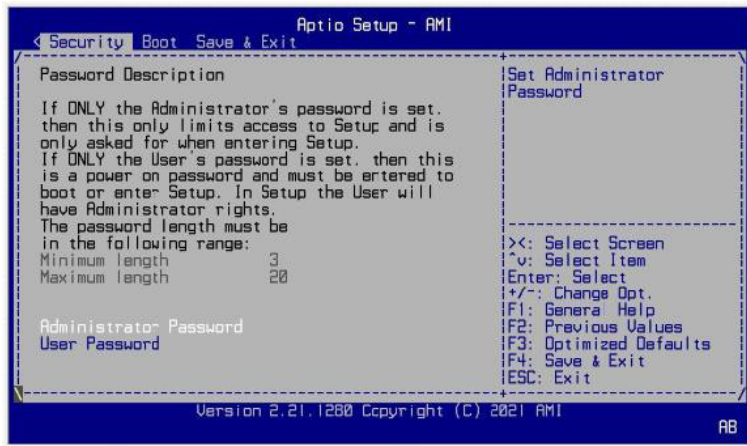 Aptio Setup - AMI
< Security Boot Save & Exit
Password Description
If ONLY the Administrator's password is set,
then this only limits access to Setup and is
only asked for when entering Setup.
If ONLY the User's password is set, then this
is a power on password and must be entered to
boot or enter Setup. In Setup the User will
have Administrator rights.
The password length must be
in the following range:
Minimum length 3
Maximum length 20
Administrator Password
User Password
Set Administrator
Password
><: Select Screen
^v: Select Item
Enter: Select
+/-: Change Opt.
F1: General Help
F2: Previous Values
F3: Optimized Defaults
F4: Save & Exit
ESC: Exit
Version 2.21.1280 Copyright (C) 2021 AMI
AB